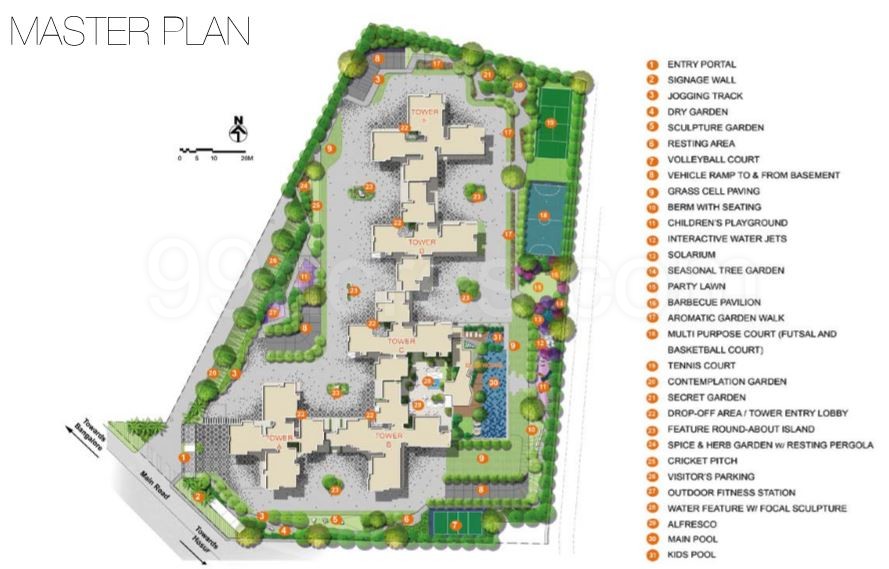 MASTER PLAN
N
0 5 10 20M
TOWER
TOWER
D
TOWER
C
TOWER
A
TOWER
B
Towards
Bangalore
Main Road
Towards
Hosur
1 ENTRY PORTAL
2 SIGNAGE WALL
3 JOGGING TRACK
4 DRY GARDEN
5 SCULPTURE GARDEN
6 RESTING AREA
7 VOLLEYBALL COURT
8 VEHICLE RAMP TO & FROM BASEMENT
9 GRASS CELL PAVING
10 BERM WITH SEATING
11 CHILDREN'S PLAYGROUND
12 INTERACTIVE WATER JETS
13 SOLARIUM
14 SEASONAL TREE GARDEN
15 PARTY LAWN
16 BARBECUE PAVILION
17 AROMATIC GARDEN WALK
18 MULTI PURPOSE COURT (FUTSAL AND
BASKETBALL COURT)
19 TENNIS COURT
20 CONTEMPLATION GARDEN
21 SECRET GARDEN
22 DROP-OFF AREA / TOWER ENTRY LOBBY
23 FEATURE ROUND-ABOUT ISLAND
24 SPICE & HERB GARDEN w/ RESTING PERGOLA
25 CRICKET PITCH
26 VISITOR'S PARKING
27 OUTDOOR FITNESS STATION
28 WATER FEATURE W/ FOCAL SCULPTURE
29 ALFRESCO
30 MAIN POOL
31 KIDS POOL